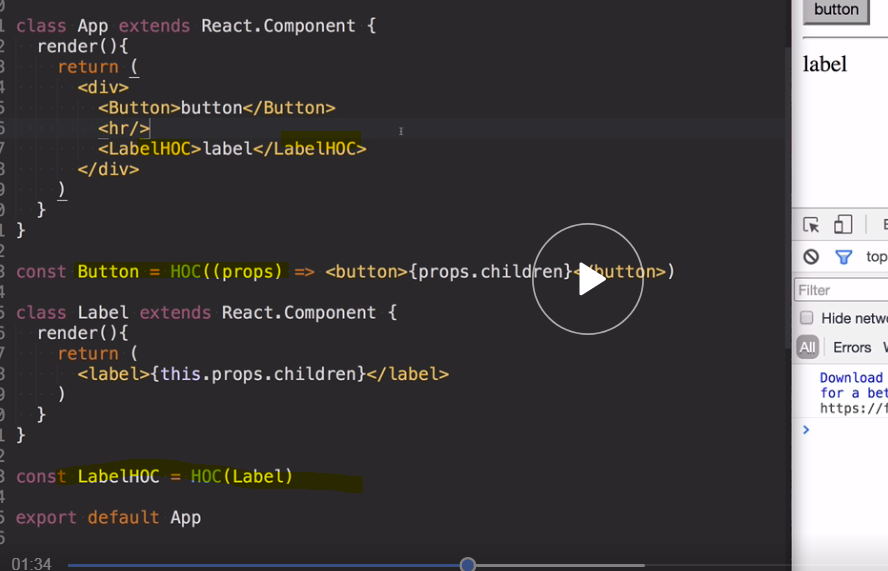 class App extends React.Component {
render(){
return (
<div>
<Button>button</Button>
<hr/>
<LabelHOC>label</LabelHOC>
</div>
)
}
}
const Button = HOC((props) => <button>{props.children}</button>)
class Label extends React.Component {
render(){
return (
<label>{this.props.children}</label>
)
}
}
const LabelHOC = HOC(Label)
export default App
01:34
button
label
top
Filter
Hide netwo
All Errors
Download
for a bet
https://f